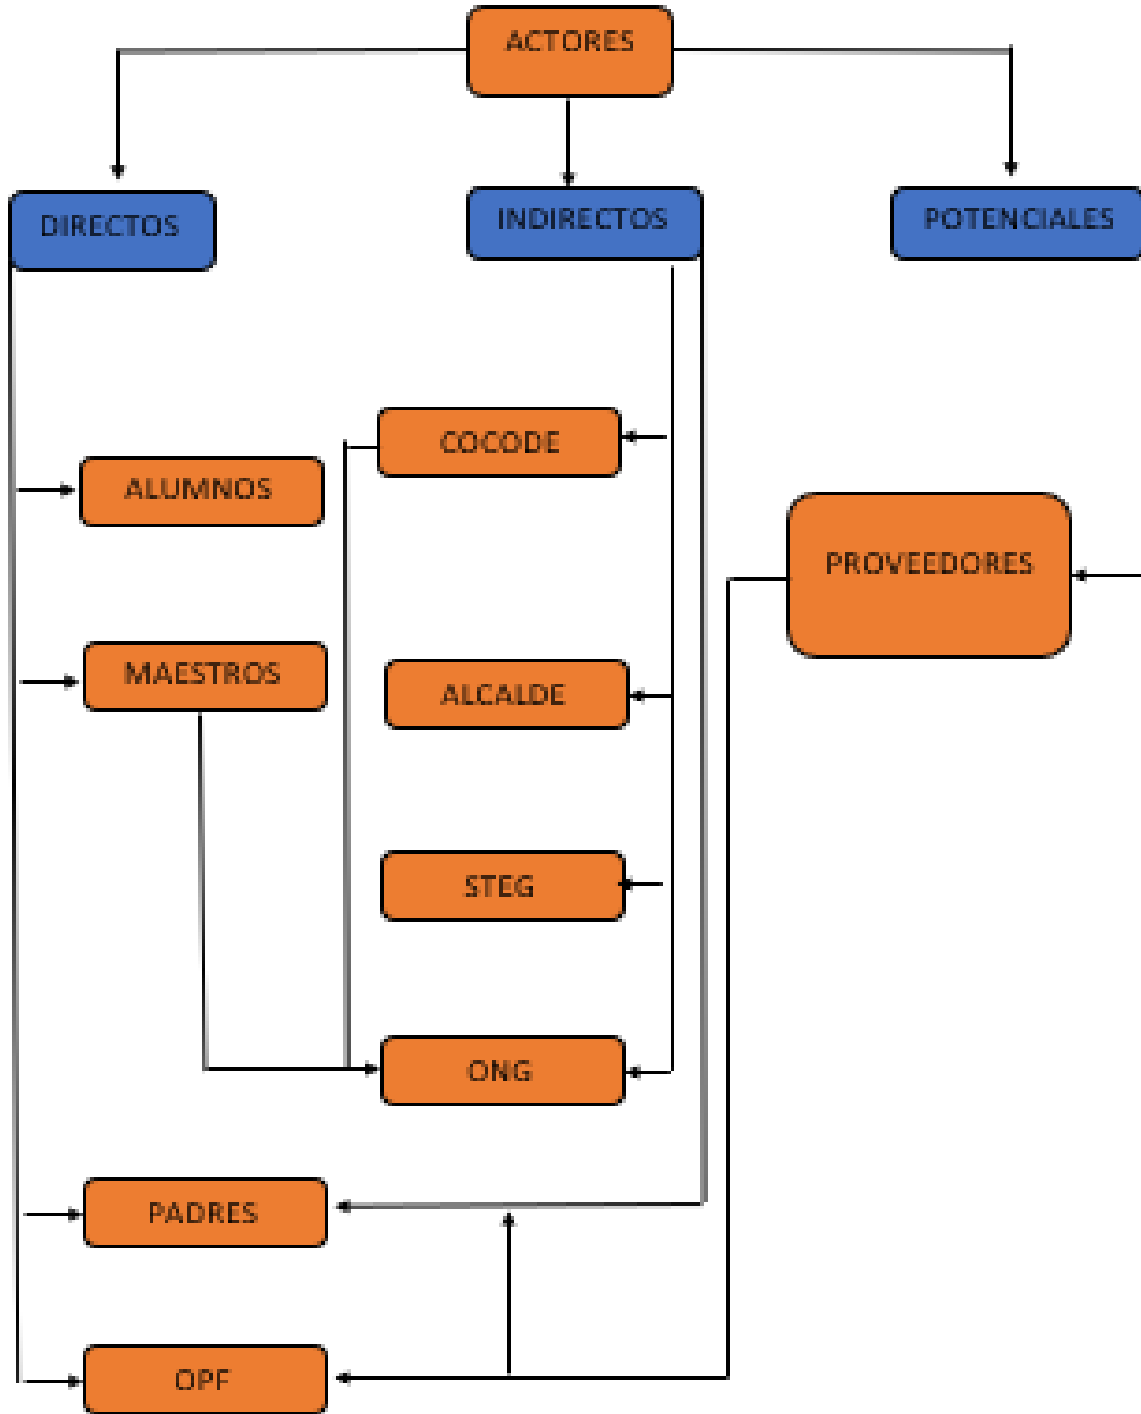 ACTORES
DIRECTOS
INDIRECTOS
POTENCIALES
COCODE
ALUMNOS
PROVEEDORES
MAESTROS
ALCALDE
STEG
ONG
PADRES
OPF